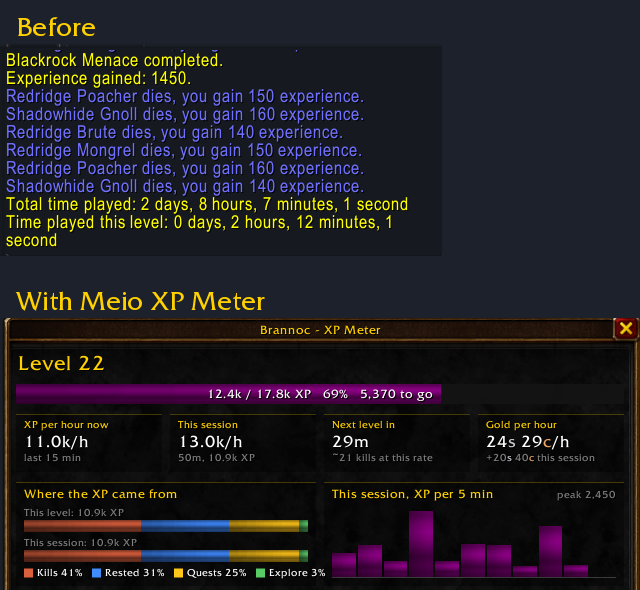 Before
Blackrock Menace completed.
Experience gained: 1450.
Redridge Poacher dies, you gain 150 experience.
Shadowhide Gnoll dies, you gain 160 experience.
Redridge Brute dies, you gain 140 experience.
Redridge Mongrel dies, you gain 150 experience.
Redridge Poacher dies, you gain 160 experience.
Shadowhide Gnoll dies, you gain 140 experience.
Total time played: 2 days, 8 hours, 7 minutes, 1 second
Time played this level: 0 days, 2 hours, 12 minutes, 1
second
With Meio XP Meter
Brannoc - XP Meter
Level 22
12.4k / 17.8k XP 69% 5,370 to go
XP per hour now
11.0k/h
last 15 min
This session
13.0k/h
50m, 10.9k XP
Next level in
29m
~21 kills at this rate
Gold per hour
24s 29c/h
+20s 40c this session
Where the XP came from
This level: 10.9k XP
This session: 10.9k XP
Kills 41% Rested 31% Quests 25% Explore 3%
This session, XP per 5 min
peak 2,450